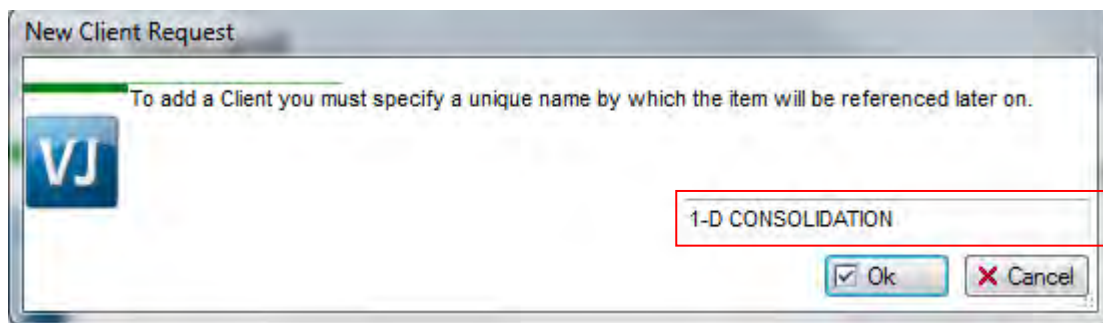 New Client Request
To add a Client you must specify a unique name by which the item will be referenced later on.
VJ
1-D CONSOLIDATION
Ok
Cancel